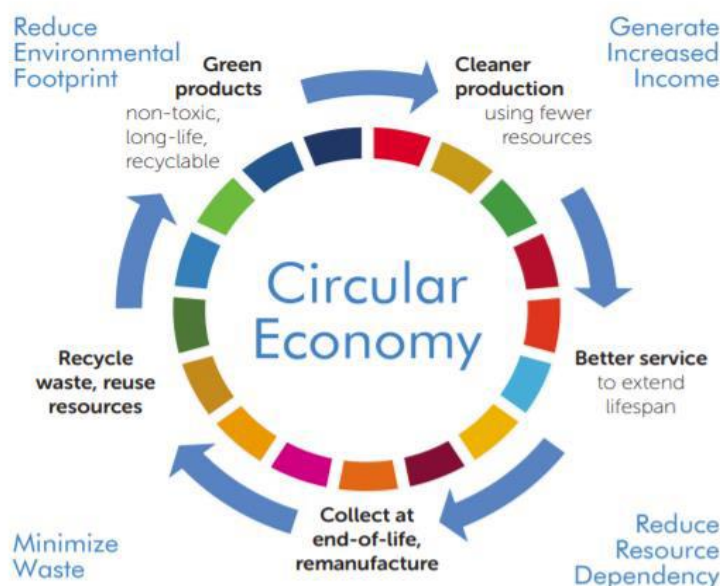 Reduce
Environmental
Footprint
Generate
Increased
Income
Green
products
non-toxic,
long-life,
recyclable
Cleaner
production
using fewer
resources
Circular
Economy
Recycle
waste, reuse
resources
Better service
to extend
lifespan
Collect at
end-of-life,
remanufacture
Minimize
Waste
Reduce
Resource
Dependency